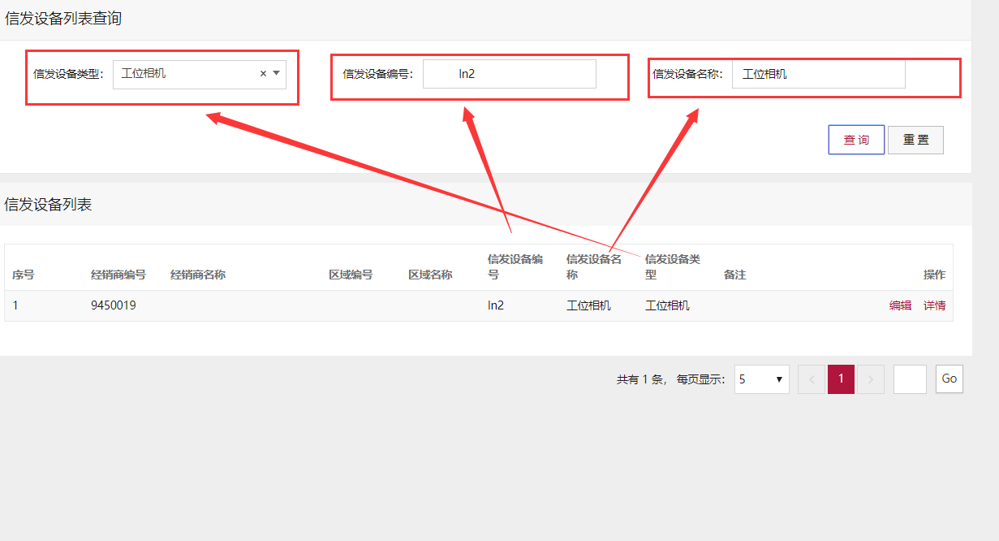 信发设备列表查询
信发设备类型： 工位相机 × ▼ 信发设备编号： In2 信发设备名称： 工位相机
查 询 重 置
信发设备列表
序号 经销商编号 经销商名称 区域编号 区域名称 信发设备编号 信发设备名称 信发设备类型 备注 操作
1 9450019 In2 工位相机 工位相机 编辑 详情
共有 1 条， 每页显示： 5 ▼ < 1 > Go